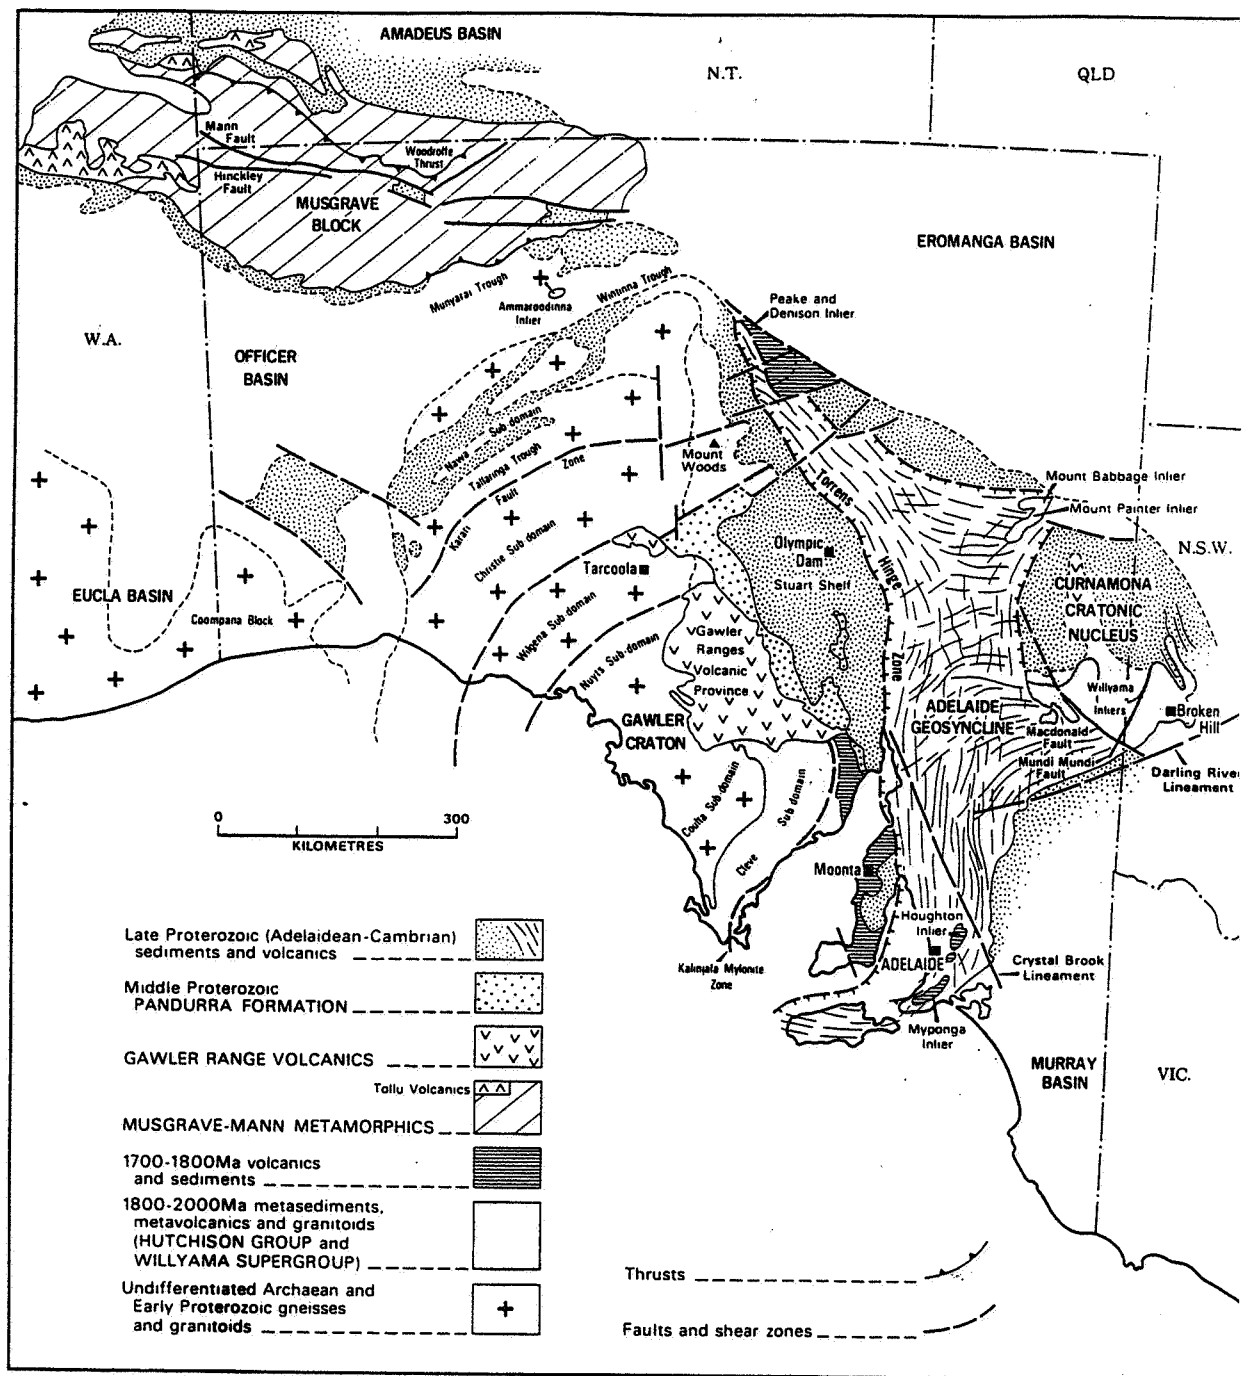 AMADEUS BASIN
N.T.
QLD
Mann
Fault
Woodroffe
Thrust
Hinckley
Fault
MUSGRAVE
BLOCK
EROMANGA BASIN
Munyarai Trough
Ammaroodinna
Inlier
Wintinna Trough
Peake and
Denison Inlier
W.A.
OFFICER
BASIN
Nawa Sub-domain
Tallaringa Trough
Karari Fault Zone
Mount
Woods
Torrens
Hinge
Zone
Mount Babbage Inlier
Mount Painter Inlier
N.S.W.
Christie Sub-domain
Tarcoola
Olympic
Dam
Stuart Shelf
CURNAMONA
CRATONIC
NUCLEUS
EUCLA BASIN
Coompana Block
Wilgena Sub-domain
Nuyts Sub-domain
Gawler
Ranges
Volcanic
Province
GAWLER
CRATON
ADELAIDE
GEOSYNCLINE
Willyama
Inliers
Broken
Hill
Macdonald
Fault
Mundi Mundi
Fault
Darling River
Lineament
0
300
KILOMETRES
Coulta Sub-domain
Cleve
Sub domain
Moonta
Houghton
Inlier
ADELAIDE
Kalinjala Mylonite
Zone
Crystal Brook
Lineament
Myponga
Inlier
MURRAY
BASIN
VIC.
Late Proterozoic (Adelaidean-Cambrian)
sediments and volcanics
Middle Proterozoic
PANDURRA FORMATION
GAWLER RANGE VOLCANICS
Tollu Volcanics
MUSGRAVE-MANN METAMORPHICS
1700-1800Ma volcanics
and sediments
1800-2000Ma metasediments,
metavolcanics and granitoids
(HUTCHISON GROUP and
WILLYAMA SUPERGROUP)
Undifferentiated Archaean and
Early Proterozoic gneisses
and granitoids
Thrusts
Faults and shear zones